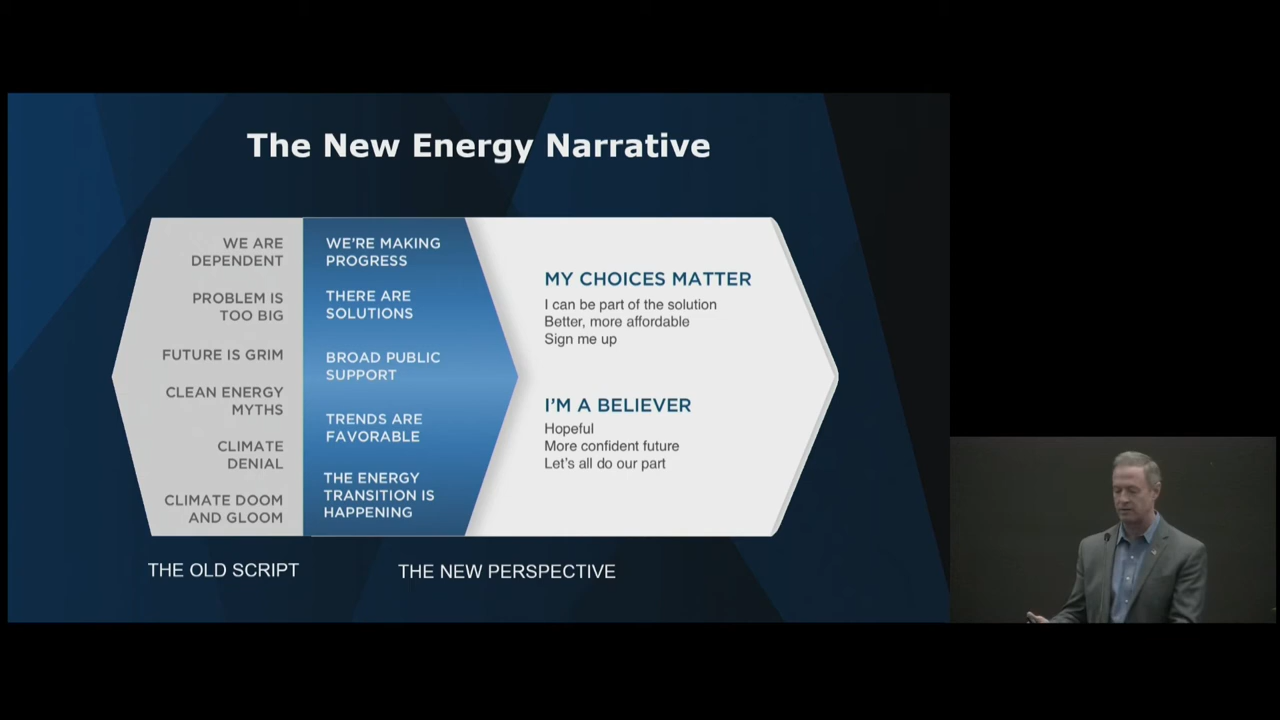 The New Energy Narrative
WE ARE
DEPENDENT
PROBLEM IS
TOO BIG
FUTURE IS GRIM
CLEAN ENERGY
MYTHS
CLIMATE
DENIAL
CLIMATE DOOM
AND GLOOM
WE'RE MAKING
PROGRESS
THERE ARE
SOLUTIONS
BROAD PUBLIC
SUPPORT
TRENDS ARE
FAVORABLE
THE ENERGY
TRANSITION IS
HAPPENING
MY CHOICES MATTER
I can be part of the solution
Better, more affordable
Sign me up
I'M A BELIEVER
Hopeful
More confident future
Let's all do our part
THE OLD SCRIPT
THE NEW PERSPECTIVE